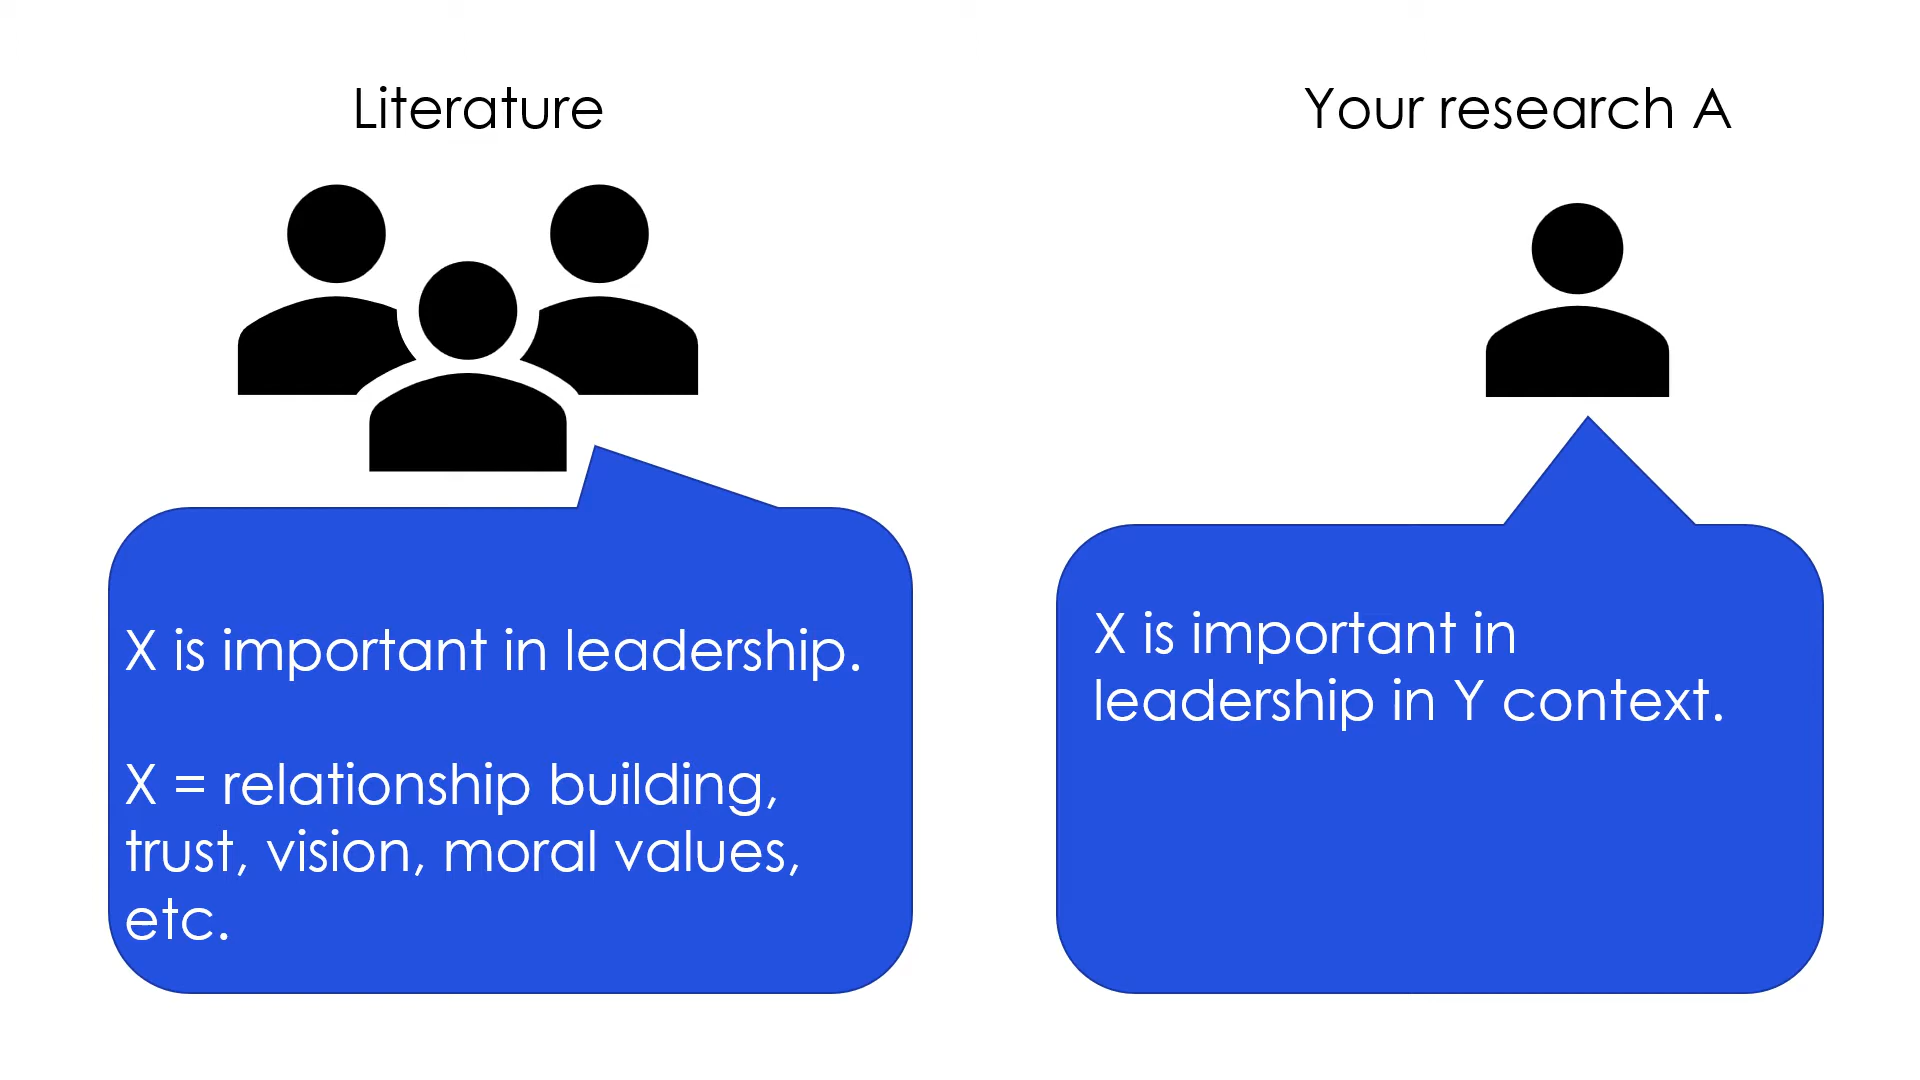 Literature
X is important in leadership.
X = relationship building,
trust, vision, moral values,
etc.
Your research A
X is important in
leadership in Y context.